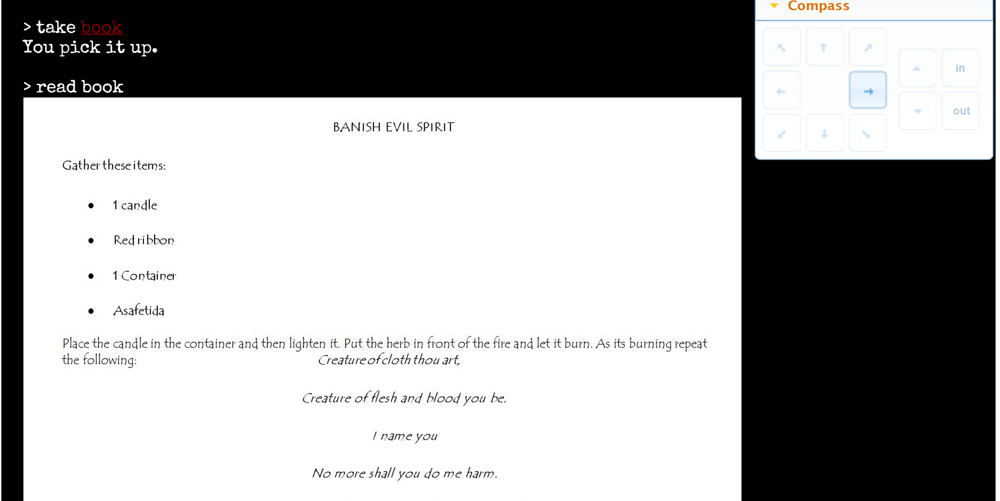 > take book
You pick it up.
> read book
BANISH EVIL SPIRIT
Gather these items:
● 1 candle
● Red ribbon
● 1 Container
● Asafetida
Place the candle in the container and then lighten it. Put the herb in front of the fire and let it burn. As its burning repeat
the following: Creature of cloth thou art,
Creature of flesh and blood you be.
I name you
No more shall you do me harm.
Compass
in
out